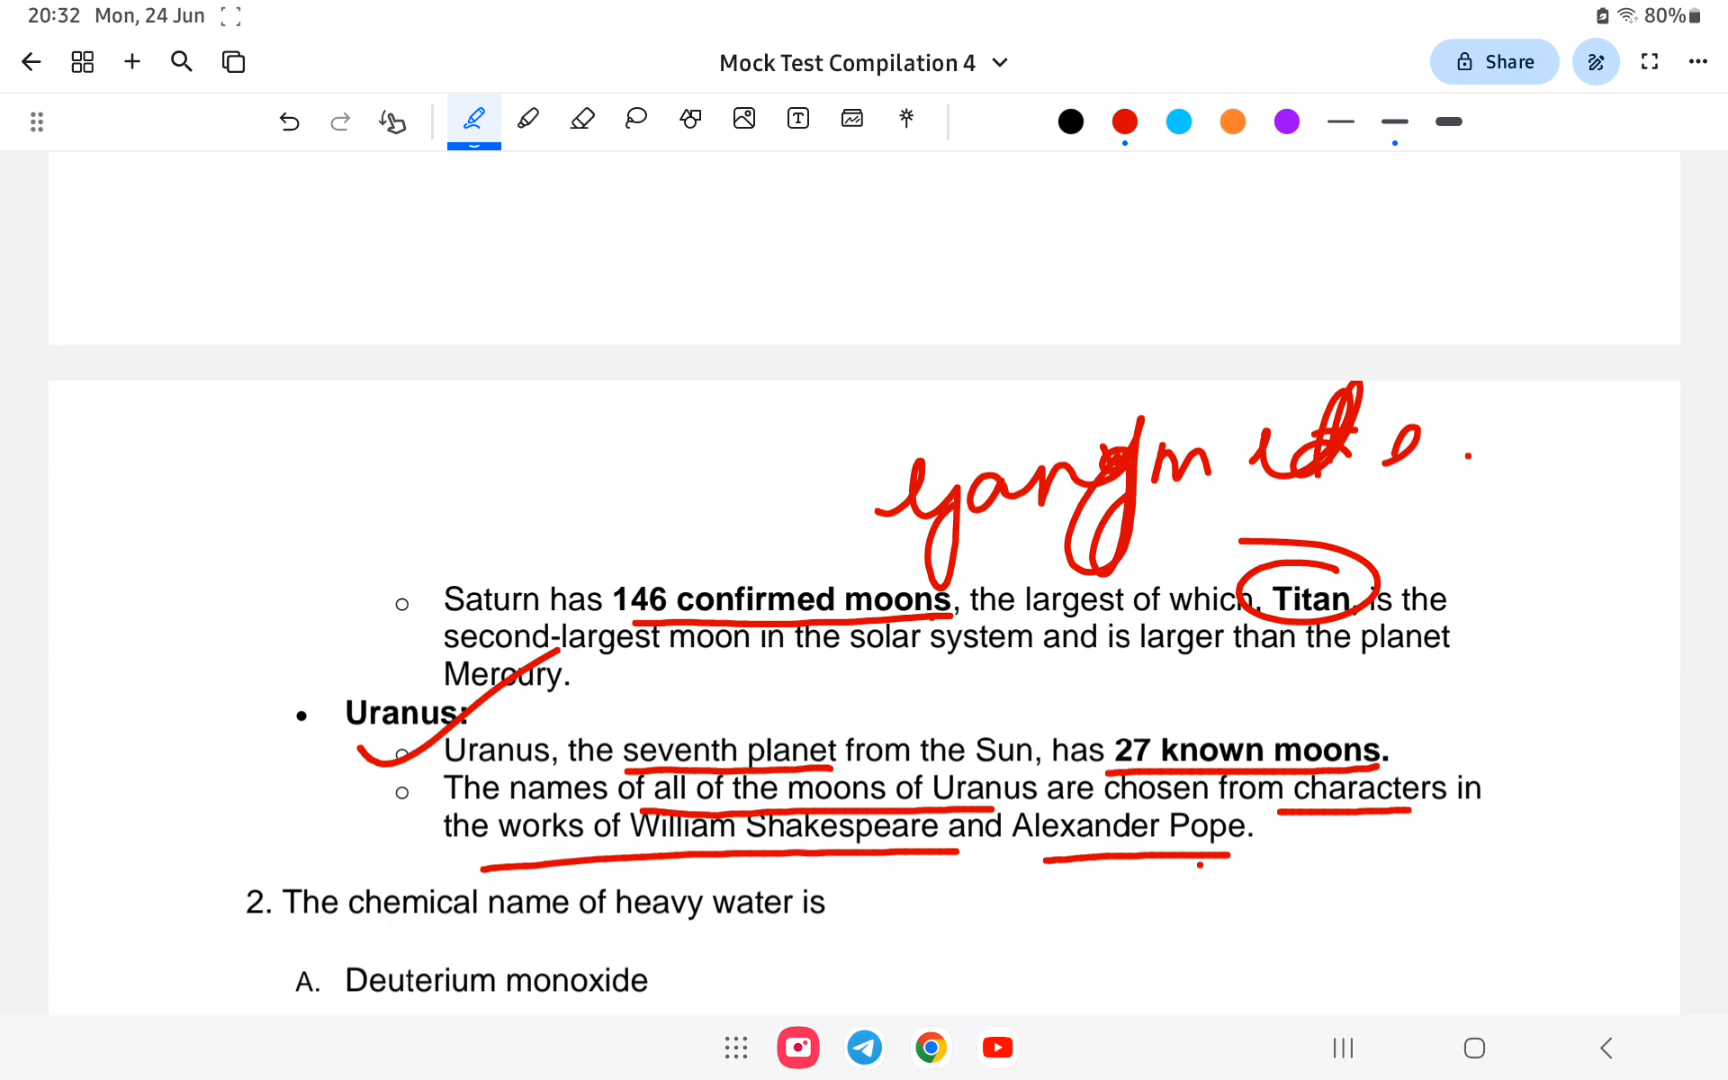 20:32 Mon, 24 Jun 80%
Mock Test Compilation 4
Share
Saturn has 146 confirmed moons, the largest of which, Titan, is the
second-largest moon in the solar system and is larger than the planet
Mercury.
Uranus:
Uranus, the seventh planet from the Sun, has 27 known moons.
The names of all of the moons of Uranus are chosen from characters in
the works of William Shakespeare and Alexander Pope.
2. The chemical name of heavy water is
A. Deuterium monoxide